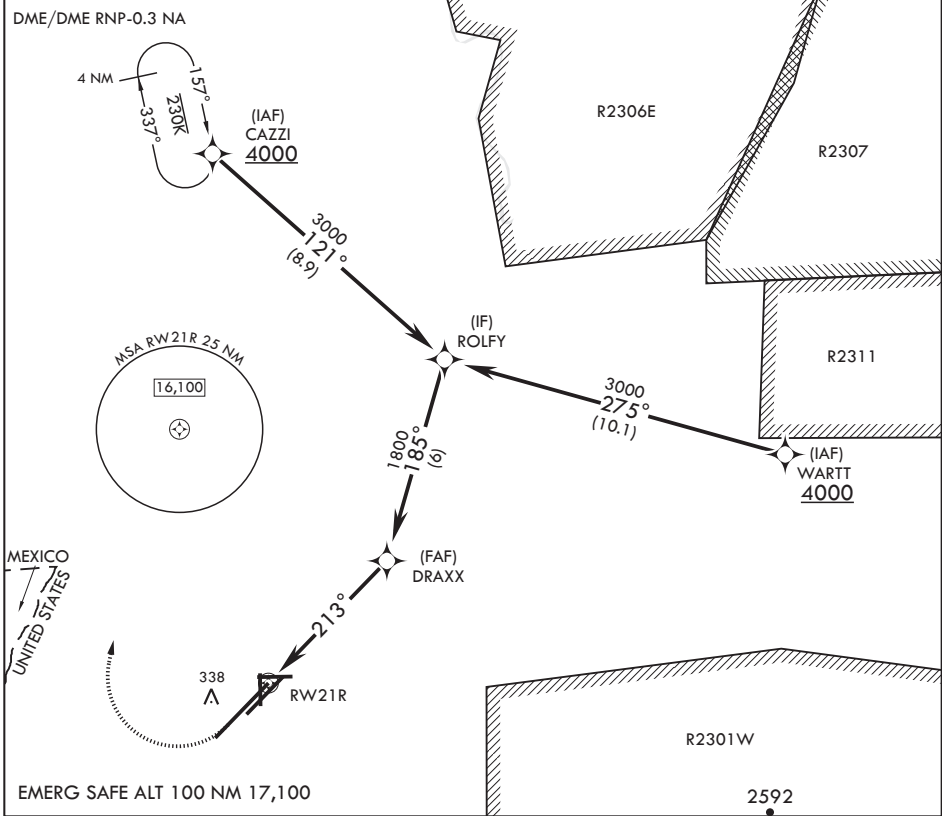 DME/DME RNP-0.3 NA
4 NM
157°
337°
230K
(IAF)
CAZZI
4000
R2306E
R2307
3000
121°
(8.9)
(IF)
ROLFY
R2311
MSA RW21R 25 NM
16,100
3000
275°
(10.1)
1800
185°
(6)
(IAF)
WARTT
4000
MEXICO
UNITED STATES
(FAF)
DRAXX
213°
338
RW21R
R2301W
EMERG SAFE ALT 100 NM 17,100
2592